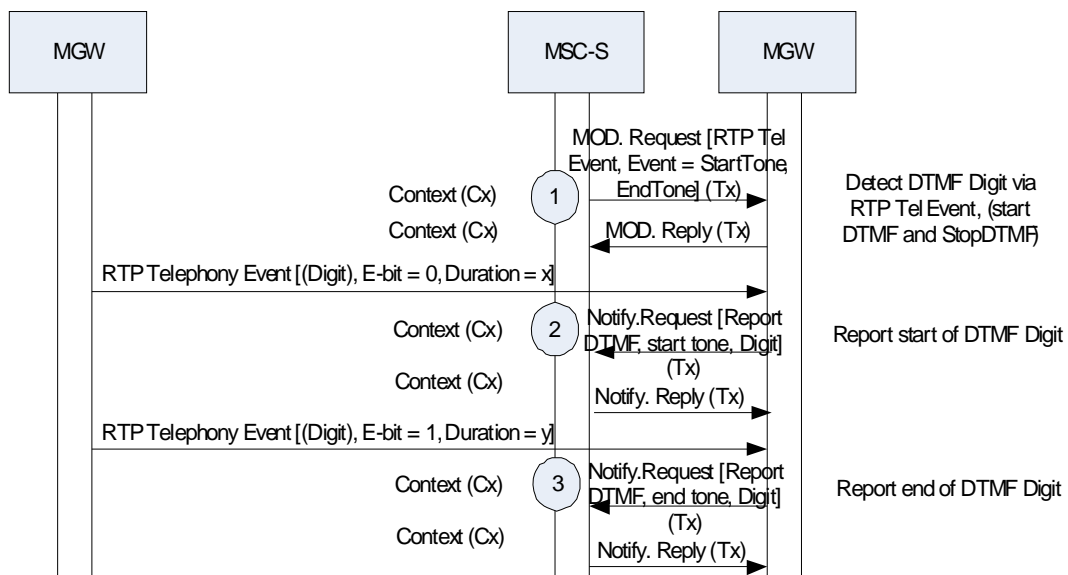 MGW
MSC-S
MGW
MOD. Request [RTP Tel
Event, Event = StartTone,
EndTone] (Tx)
Context (Cx)
1
Detect DTMF Digit via
RTP Tel Event, (start
DTMF and StopDTMF)
Context (Cx)
MOD. Reply (Tx)
RTP Telephony Event [(Digit), E-bit = 0, Duration = x]
Context (Cx)
2
Notify.Request [Report
DTMF, start tone, Digit]
(Tx)
Report start of DTMF Digit
Context (Cx)
Notify. Reply (Tx)
RTP Telephony Event [(Digit), E-bit = 1, Duration = y]
Context (Cx)
3
Notify.Request [Report
DTMF, end tone, Digit]
(Tx)
Report end of DTMF Digit
Context (Cx)
Notify. Reply (Tx)